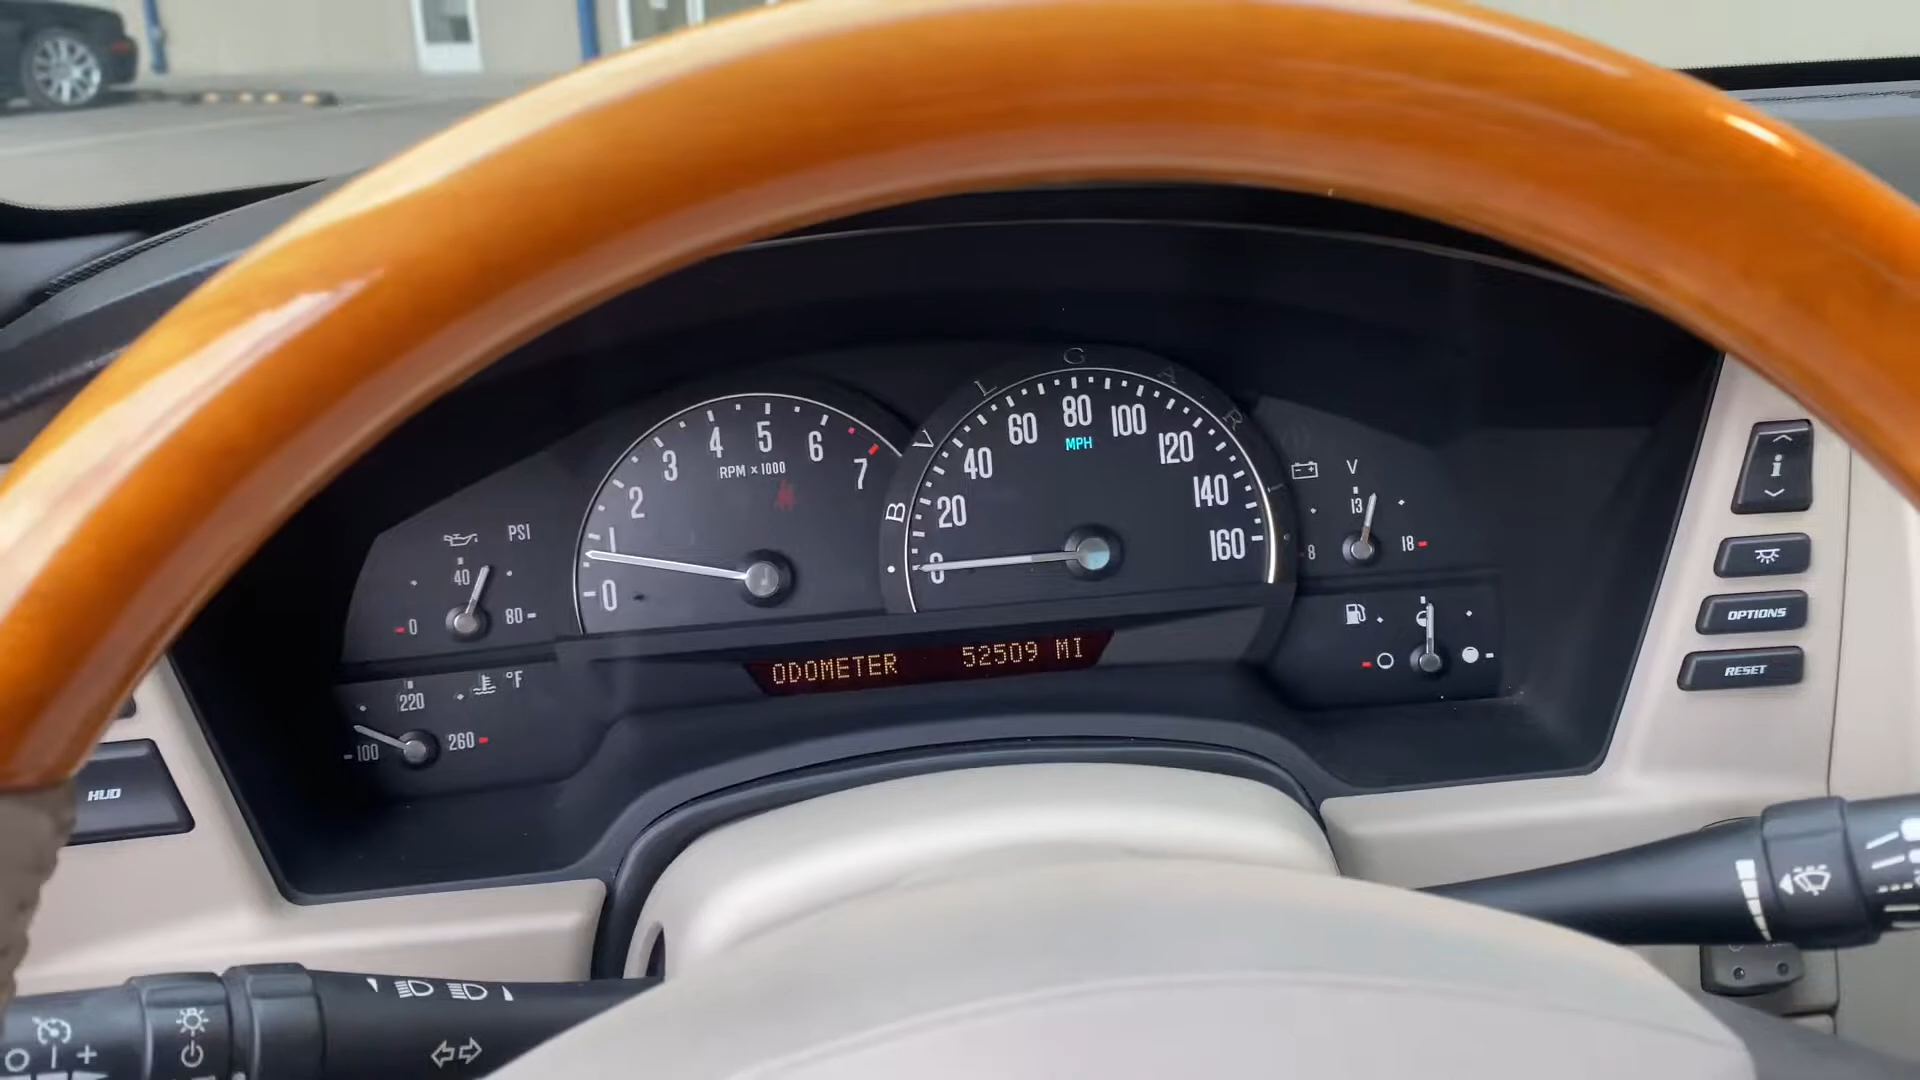 PSI
40
0
80
220
°F
100
260
0
1
2
3
4
5
6
7
RPM x 1000
BVLGARI
0
20
40
60
80
100
120
140
160
MPH
V
13
8
18
ODOMETER 52509 MI
i
OPTIONS
RESET
HUD